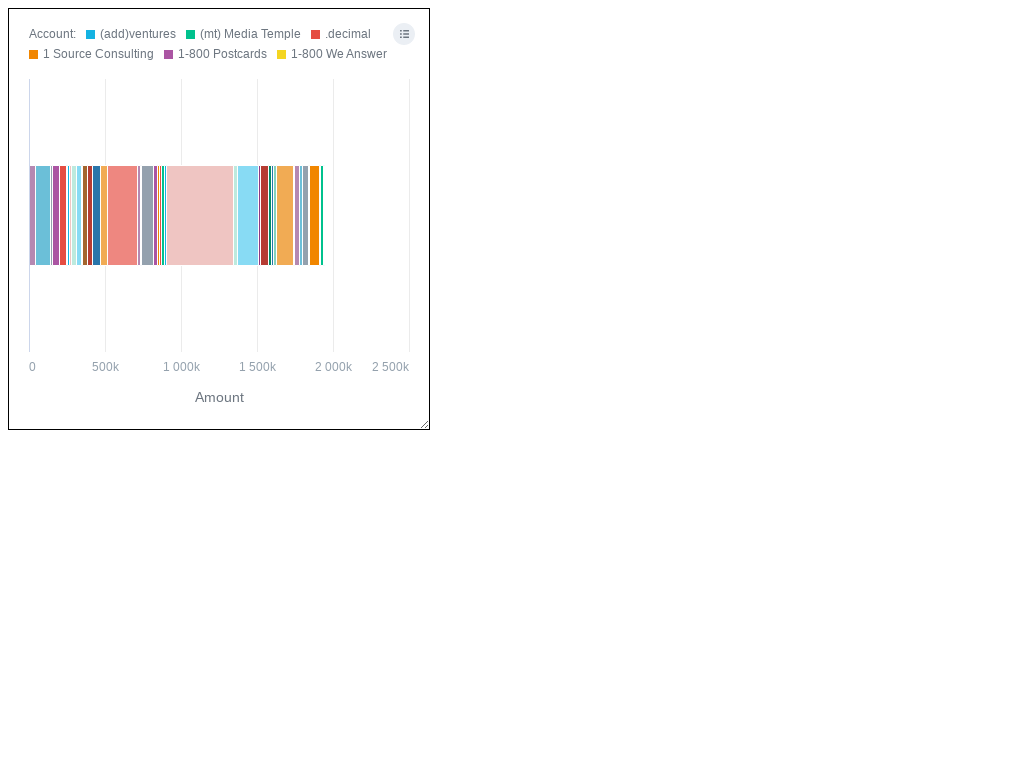 Account: (add)ventures (mt) Media Temple .decimal
1 Source Consulting 1-800 Postcards 1-800 We Answer
0 500k 1 000k 1 500k 2 000k 2 500k
Amount